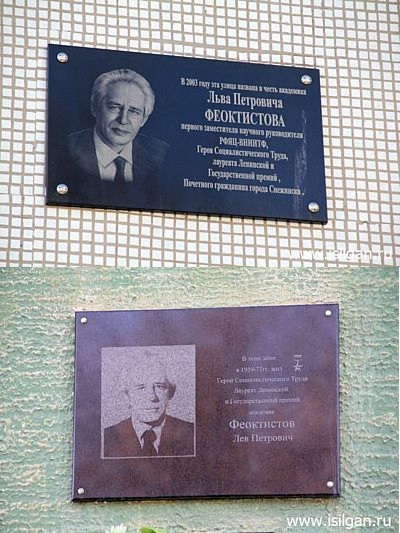 В 2003 году эта улица названа в честь академика
Льва Петровича
ФЕОКТИСТОВА
первого заместителя научного руководителя
РФЯЦ-ВНИИТФ,
Героя Социалистического Труда,
лауреата Ленинской и
Государственной премий ,
Почетного гражданина города Снежинска .
www.isilgan.ru
В этом доме
в 1959-77гг. жил
Герой Социалистического Труда
Лауреат Ленинской
и Государственной премий
академик
Феоктистов
Лев Петрович
www.isilgan.ru